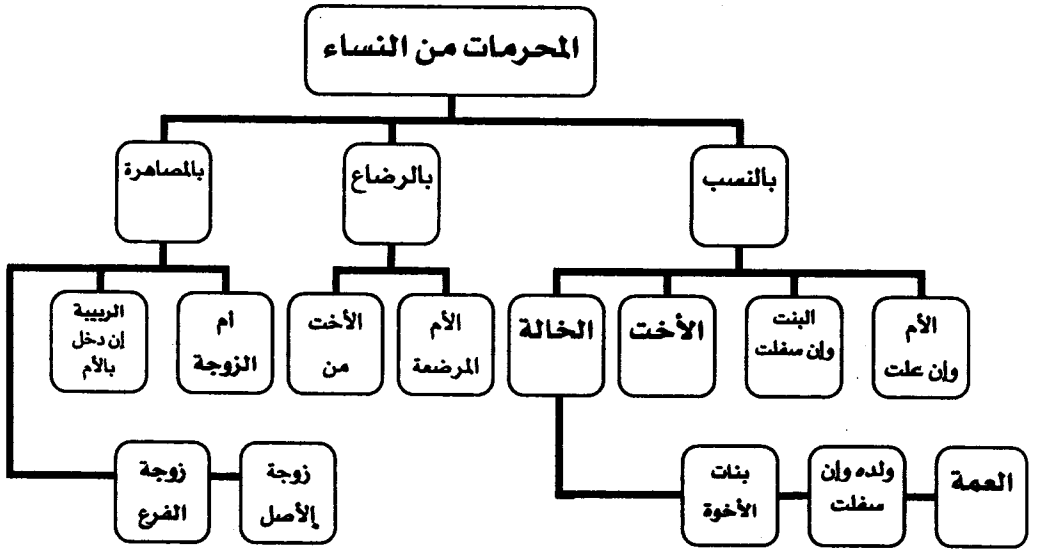 المحرمات من النساء
بالنسب
بالرضاع
بالمصاهرة
الأم
وإن علت
البنت
وإن سفلت
الأخت
الخالة
الأم
المرضعة
الأخت
من
أم
الزوجة
الربيبة
إن دخل
بالأم
العمة
ولده وإن
سفلت
بنات
الأخوة
زوجة
الأصل
زوجة
الفرع